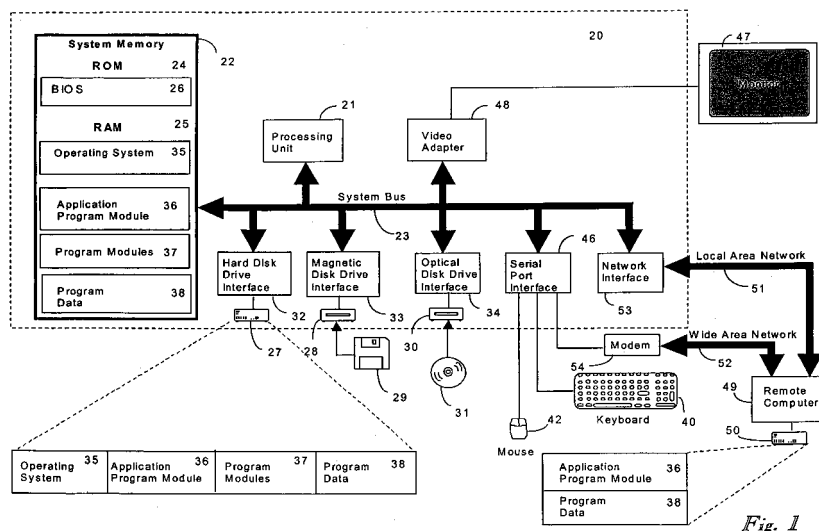 System Memory
22
ROM 24
BIOS 26
RAM 25
Operating System 35
Application Program Module 36
Program Modules 37
Program Data 38
20
47
Monitor
21
Processing Unit
48
Video Adapter
System Bus
23
Hard Disk Drive Interface
32
Magnetic Disk Drive Interface
33
Optical Disk Drive Interface
34
46
Serial Port Interface
Network Interface
53
Local Area Network
51
27
28
29
30
31
Modem
54
Wide Area Network
52
49
Remote Computer
50
Keyboard
40
42
Mouse
Operating System 35
Application Program Module 36
Program Modules 37
Program Data 38
Application Program Module 36
Program Data 38
Fig. 1